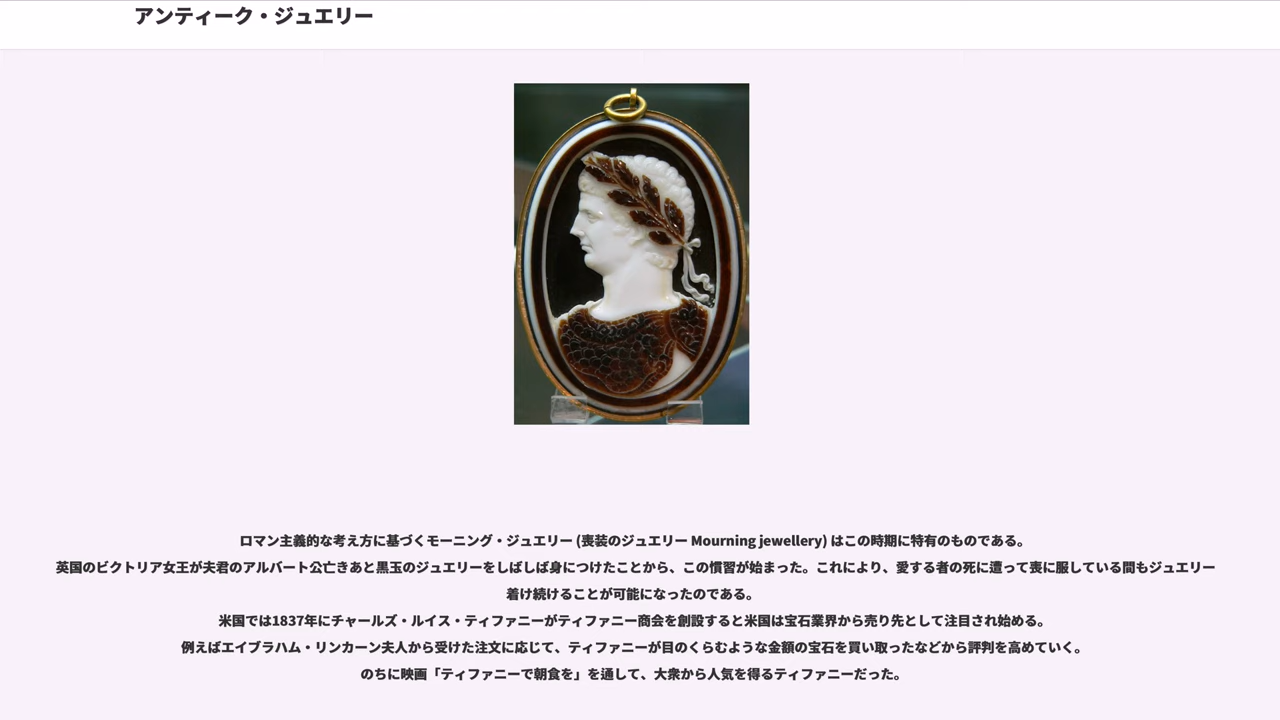 アンティーク・ジュエリー
ロマン主義的な考え方に基づくモーニング・ジュエリー (喪装のジュエリー Mourning jewellery) はこの時期に特有のものである。
英国のビクトリア女王が夫君のアルバート公亡きあと黒玉のジュエリーをしばしば身につけたことから、この慣習が始まった。これにより、愛する者の死に遭って喪に服している間もジュエリー
着け続けることが可能になったのである。
米国では1837年にチャールズ・ルイス・ティファニーがティファニー商会を創設すると米国は宝石業界から売り先として注目され始める。
例えばエイブラハム・リンカーン夫人から受けた注文に応じて、ティファニーが目のくらむような金額の宝石を買い取ったなどから評判を高めていく。
のちに映画「ティファニーで朝食を」を通して、大衆から人気を得るティファニーだった。